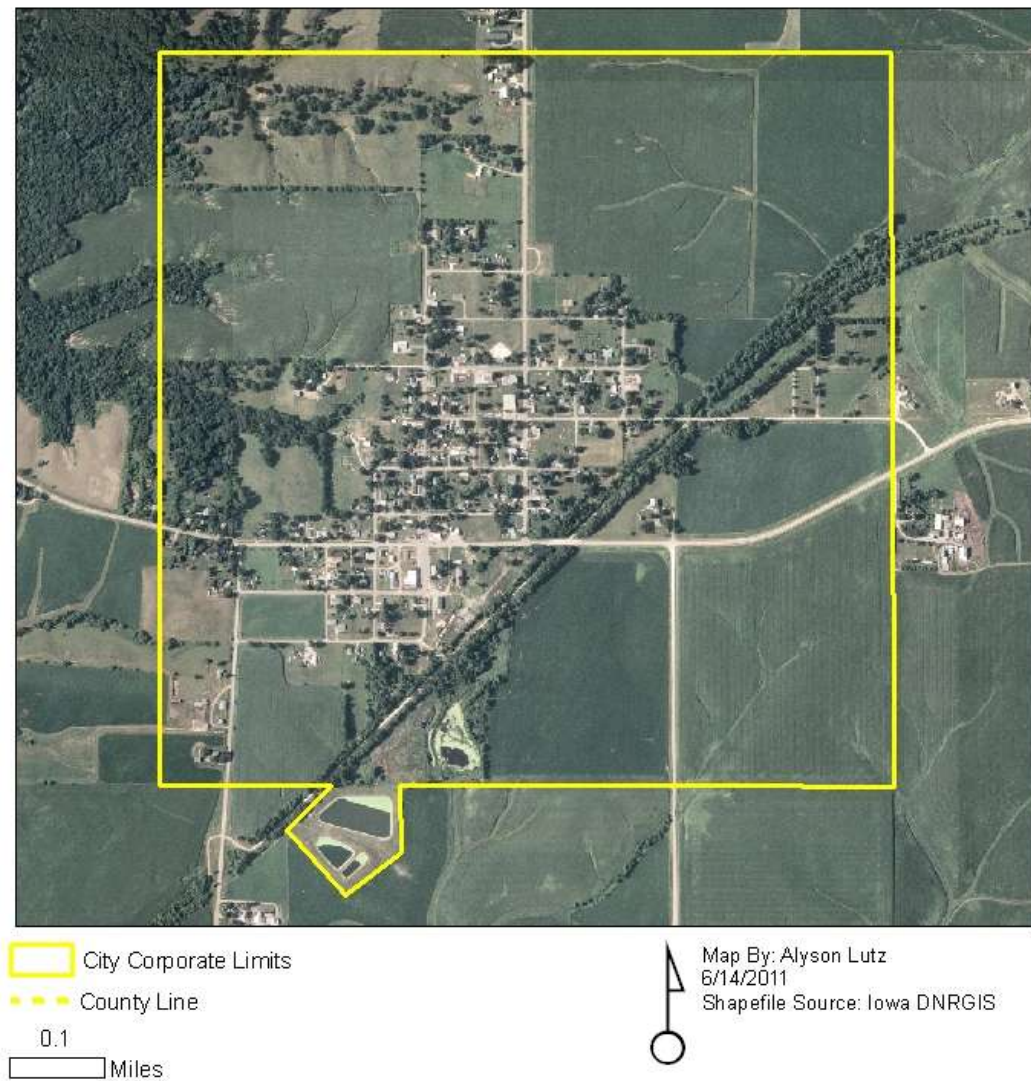 City Corporate Limits
County Line
0.1
Miles
Map By: Alyson Lutz
6/14/2011
Shapefile Source: Iowa DNRGIS